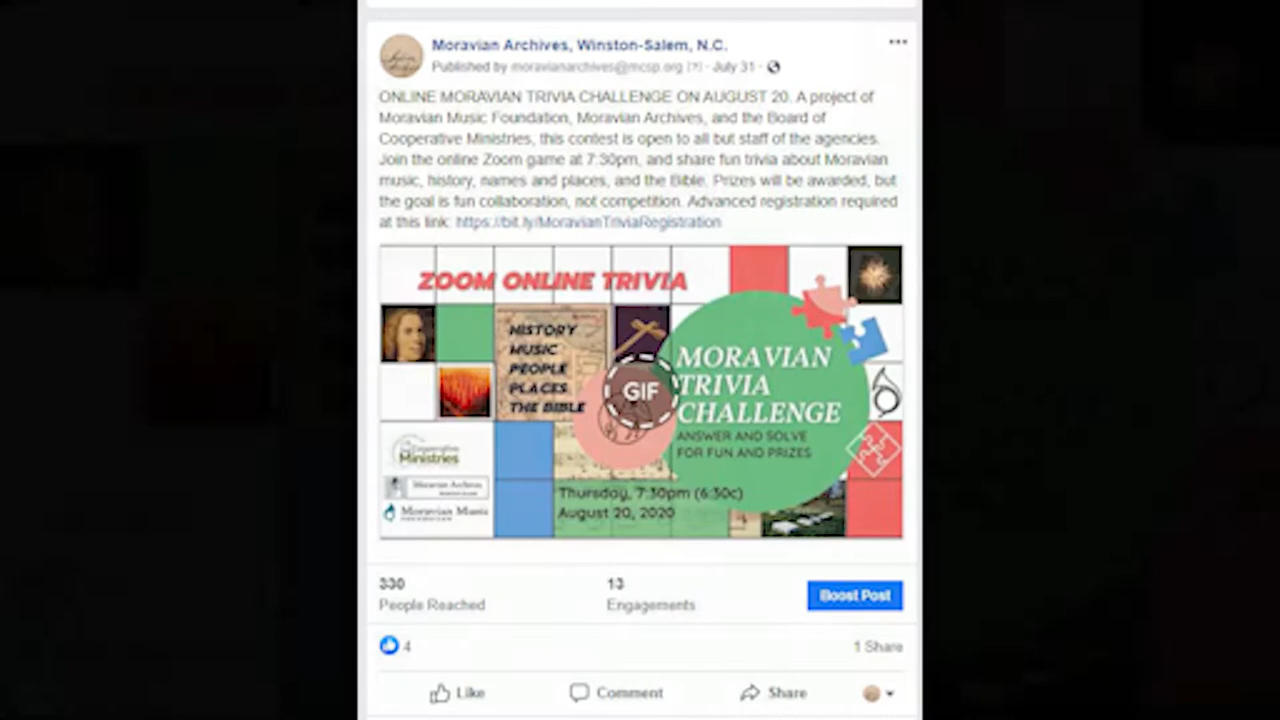 Moravian Archives, Winston-Salem, N.C.
Published by moravianarchives@mcsp.org [?] · July 31 ·
ONLINE MORAVIAN TRIVIA CHALLENGE ON AUGUST 20. A project of
Moravian Music Foundation, Moravian Archives, and the Board of
Cooperative Ministries, this contest is open to all but staff of the agencies.
Join the online Zoom game at 7:30pm, and share fun trivia about Moravian
music, history, names and places, and the Bible. Prizes will be awarded, but
the goal is fun collaboration, not competition. Advanced registration required
at this link: https://bit.ly/MoravianTriviaRegistration
ZOOM ONLINE TRIVIA
HISTORY
MUSIC
PEOPLE
PLACES
THE BIBLE
GIF
MORAVIAN
TRIVIA
CHALLENGE
ANSWER AND SOLVE
FOR FUN AND PRIZES
Cooperative
Ministries
Moravian Archives
Moravian Music
Thursday, 7:30pm (6:30c)
August 20, 2020
330
People Reached
13
Engagements
Boost Post
4
1 Share
Like
Comment
Share